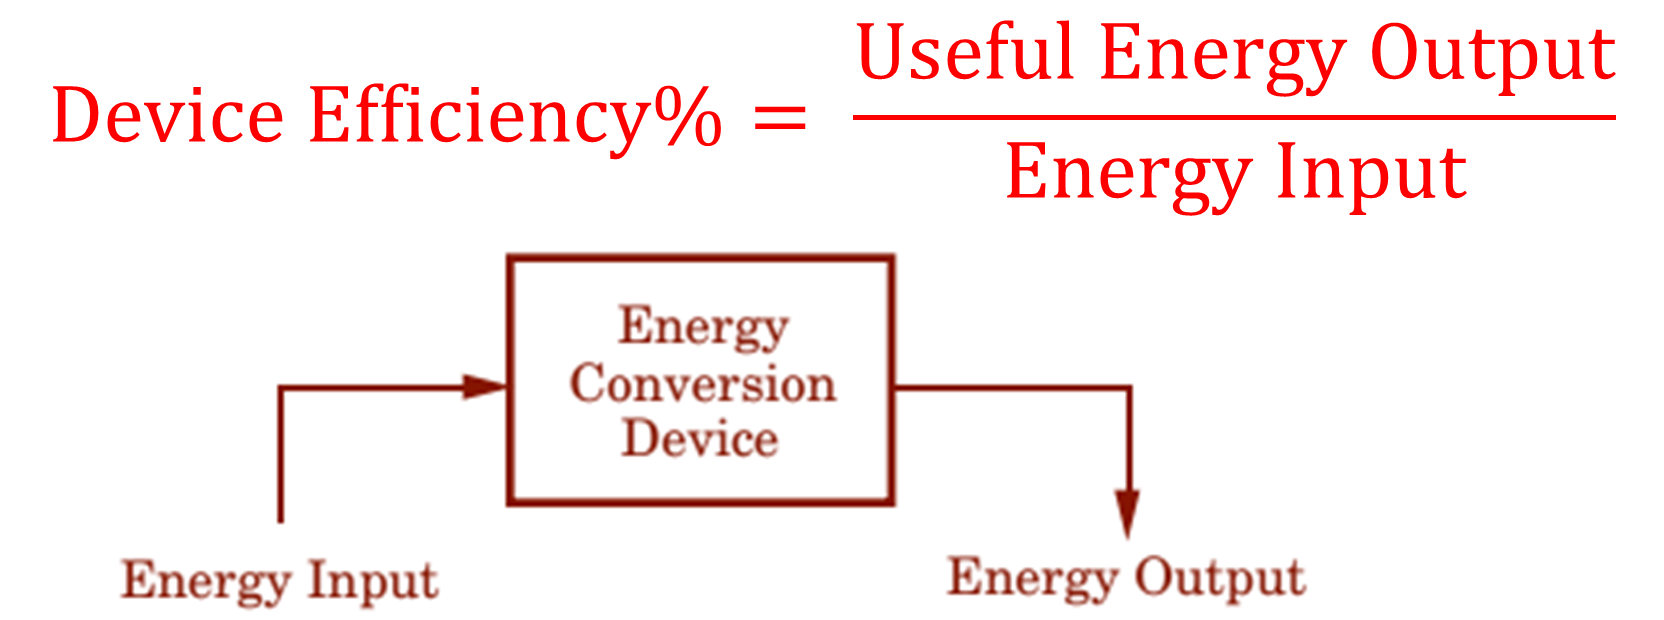 Device Efficiency% = Useful Energy Output
Energy Input
Energy
Conversion
Device
Energy Input
Energy Output